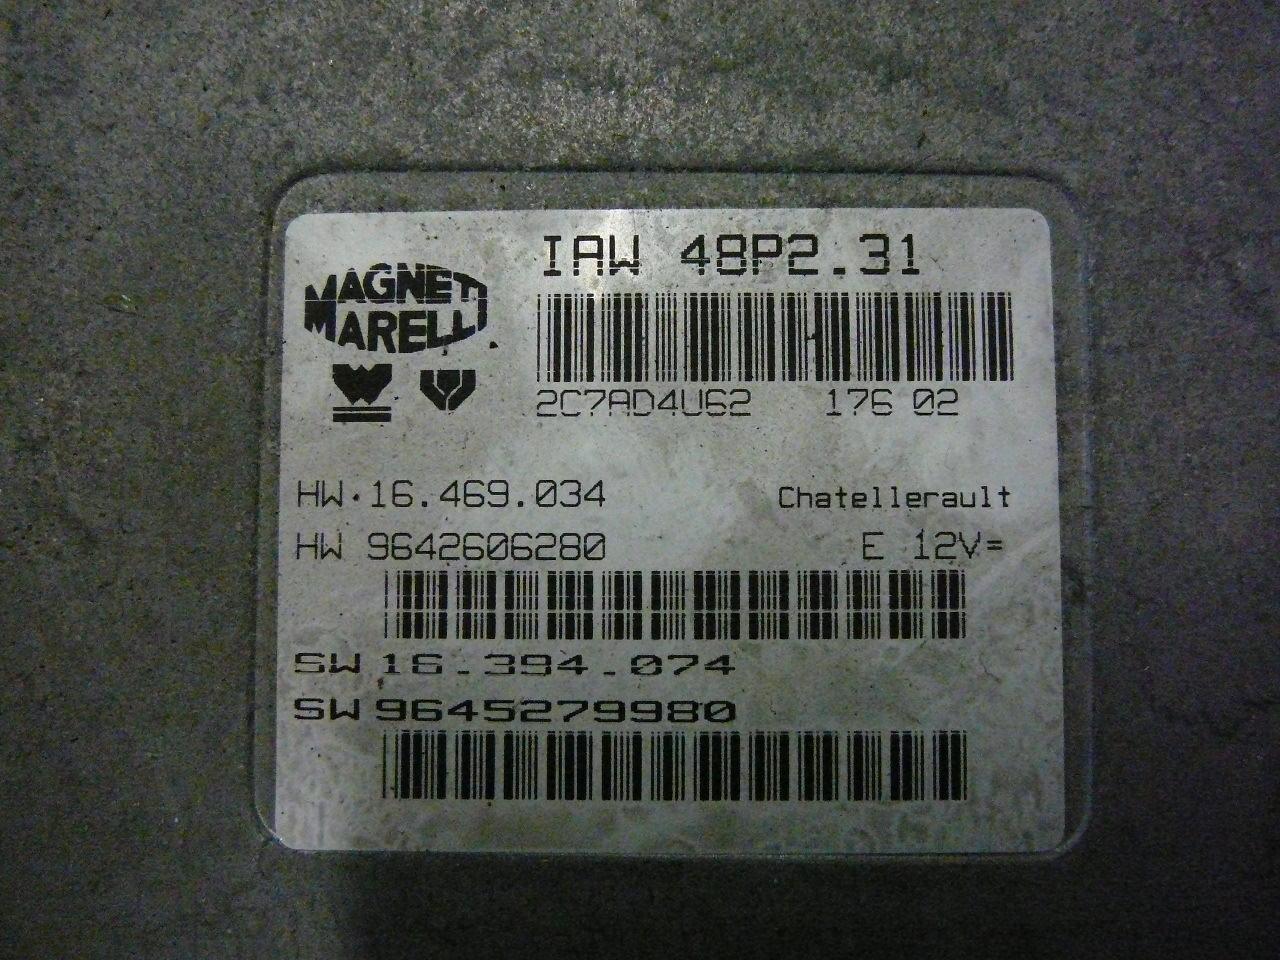 IAW 48P2.31
MAGNETI
MARELLI
2C7AD4U62 176 02
HW.16.469.034 Chatellerault
HW 9642606280 E 12V=
SW 16.394.074
SW 9645279980